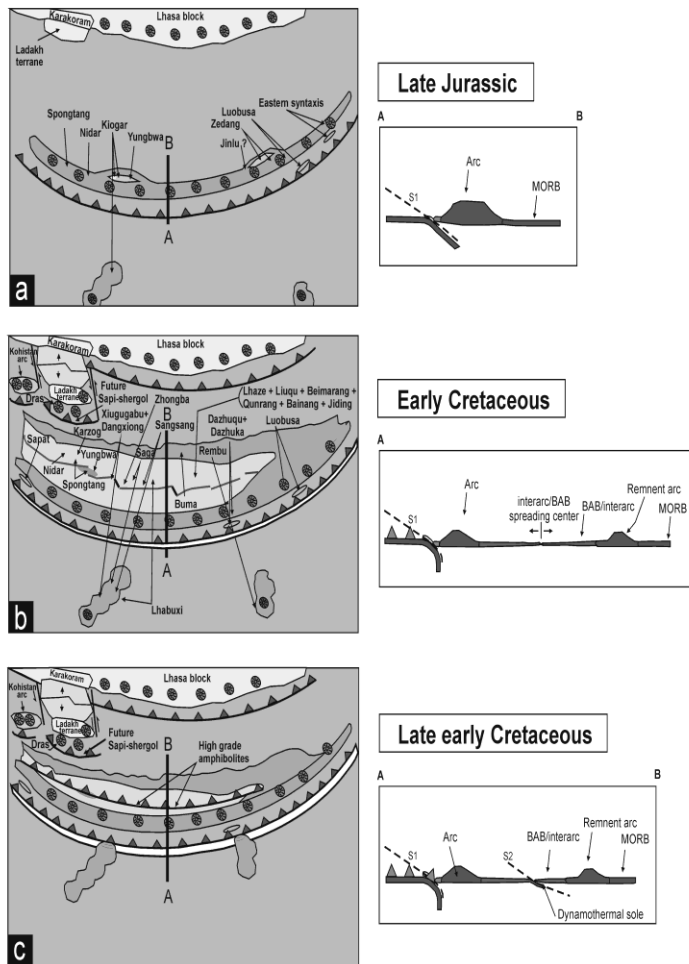 Karakoram
Lhasa block
Ladakh
terrane
Eastern syntaxis
Luobusa
Zedang
Jinlu ?
Spongtang
Nidar
Kiogar
Yungbwa
B
A
a
Late Jurassic
A
B
S1
Arc
MORB
Karakoram
Lhasa block
Kohistan
arc
Ladakh
terrane
Dras
Future
Sapi-shergol
Xiugugabu+
Dangxiong
Zhongba
B
Sangsang
Lhaze + Liuqu + Beimarang +
Qunrang + Bainang + Jiding
Dazhuqu+
Dazhuka
Luobusa
Sapat
Karzog
Yungbwa
Saga
Rembu
Nidar
Spongtang
Buma
A
Lhabuxi
b
Early Cretaceous
A
S1
Arc
interarc/BAB
spreading center
BAB/interarc
Remnent arc
MORB
Karakoram
Lhasa block
Kohistan
arc
Ladakh
terrane
Dras
Future
Sapi-shergol
B
High grade
amphibolites
A
c
Late early Cretaceous
A
B
S1
Arc
S2
BAB/interarc
Remnent arc
MORB
Dynamothermal sole